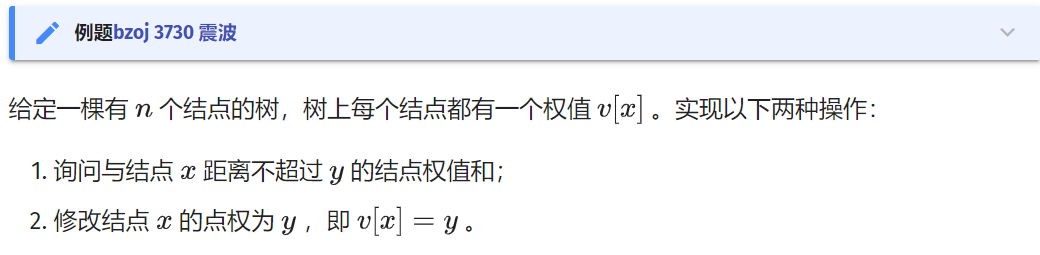 例题bzoj 3730 震波
给定一棵有 n 个结点的树，树上每个结点都有一个权值 v[x] 。实现以下两种操作：
1. 询问与结点 x 距离不超过 y 的结点权值和；
2. 修改结点 x 的点权为 y ，即 v[x] = y 。